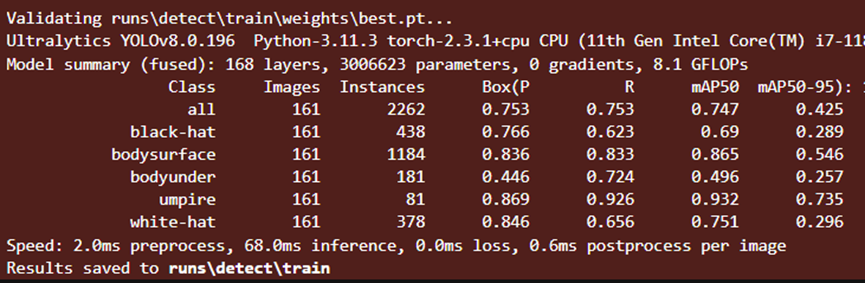 Validating runs\detect\train\weights\best.pt...
Ultralytics YOLOv8.0.196 Python-3.11.3 torch-2.3.1+cpu CPU (11th Gen Intel Core(TM) i7-118
Model summary (fused): 168 layers, 3006623 parameters, 0 gradients, 8.1 GFLOPs
Class Images Instances Box(P R mAP50 mAP50-95):
all 161 2262 0.753 0.753 0.747 0.425
black-hat 161 438 0.766 0.623 0.69 0.289
bodysurface 161 1184 0.836 0.833 0.865 0.546
bodyunder 161 181 0.446 0.724 0.496 0.257
umpire 161 81 0.869 0.926 0.932 0.735
white-hat 161 378 0.846 0.656 0.751 0.296
Speed: 2.0ms preprocess, 68.0ms inference, 0.0ms loss, 0.6ms postprocess per image
Results saved to runs\detect\train